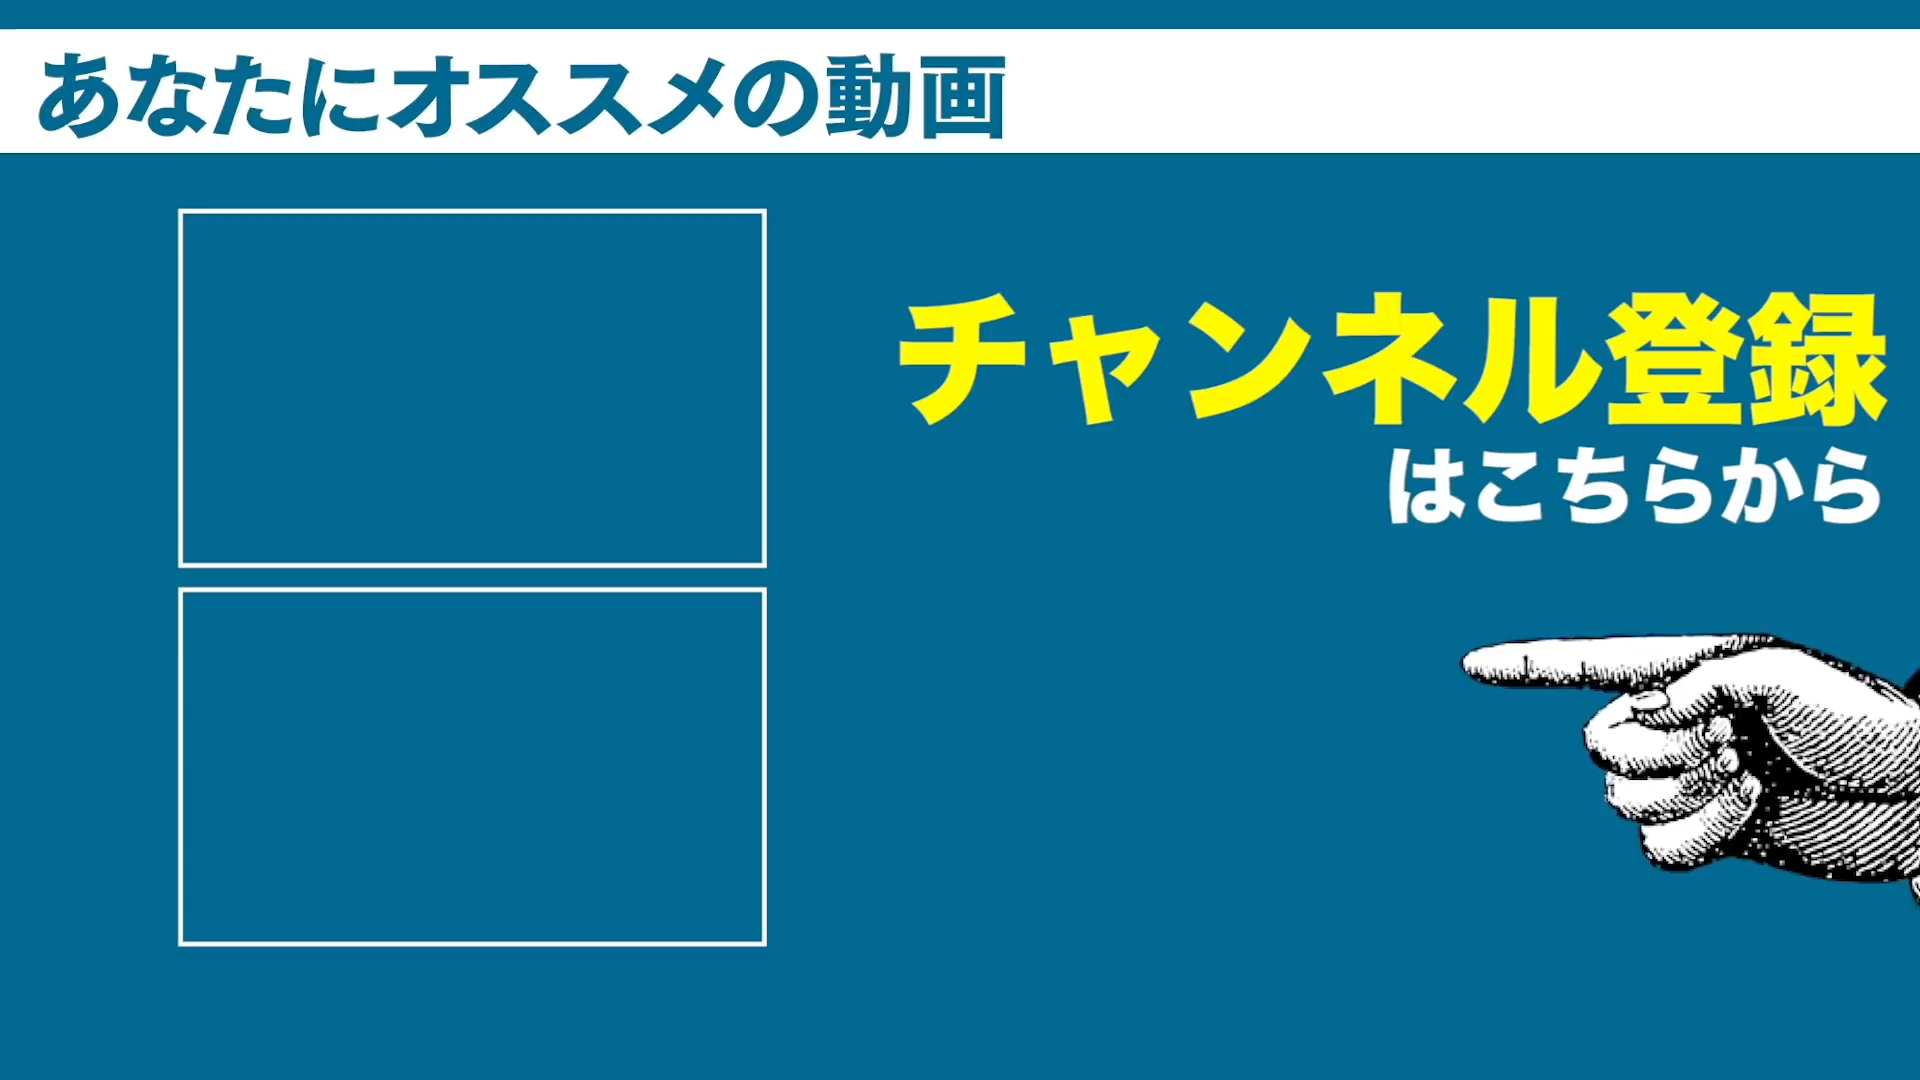 あなたにオススメの動画
チャンネル登録
はこちらから